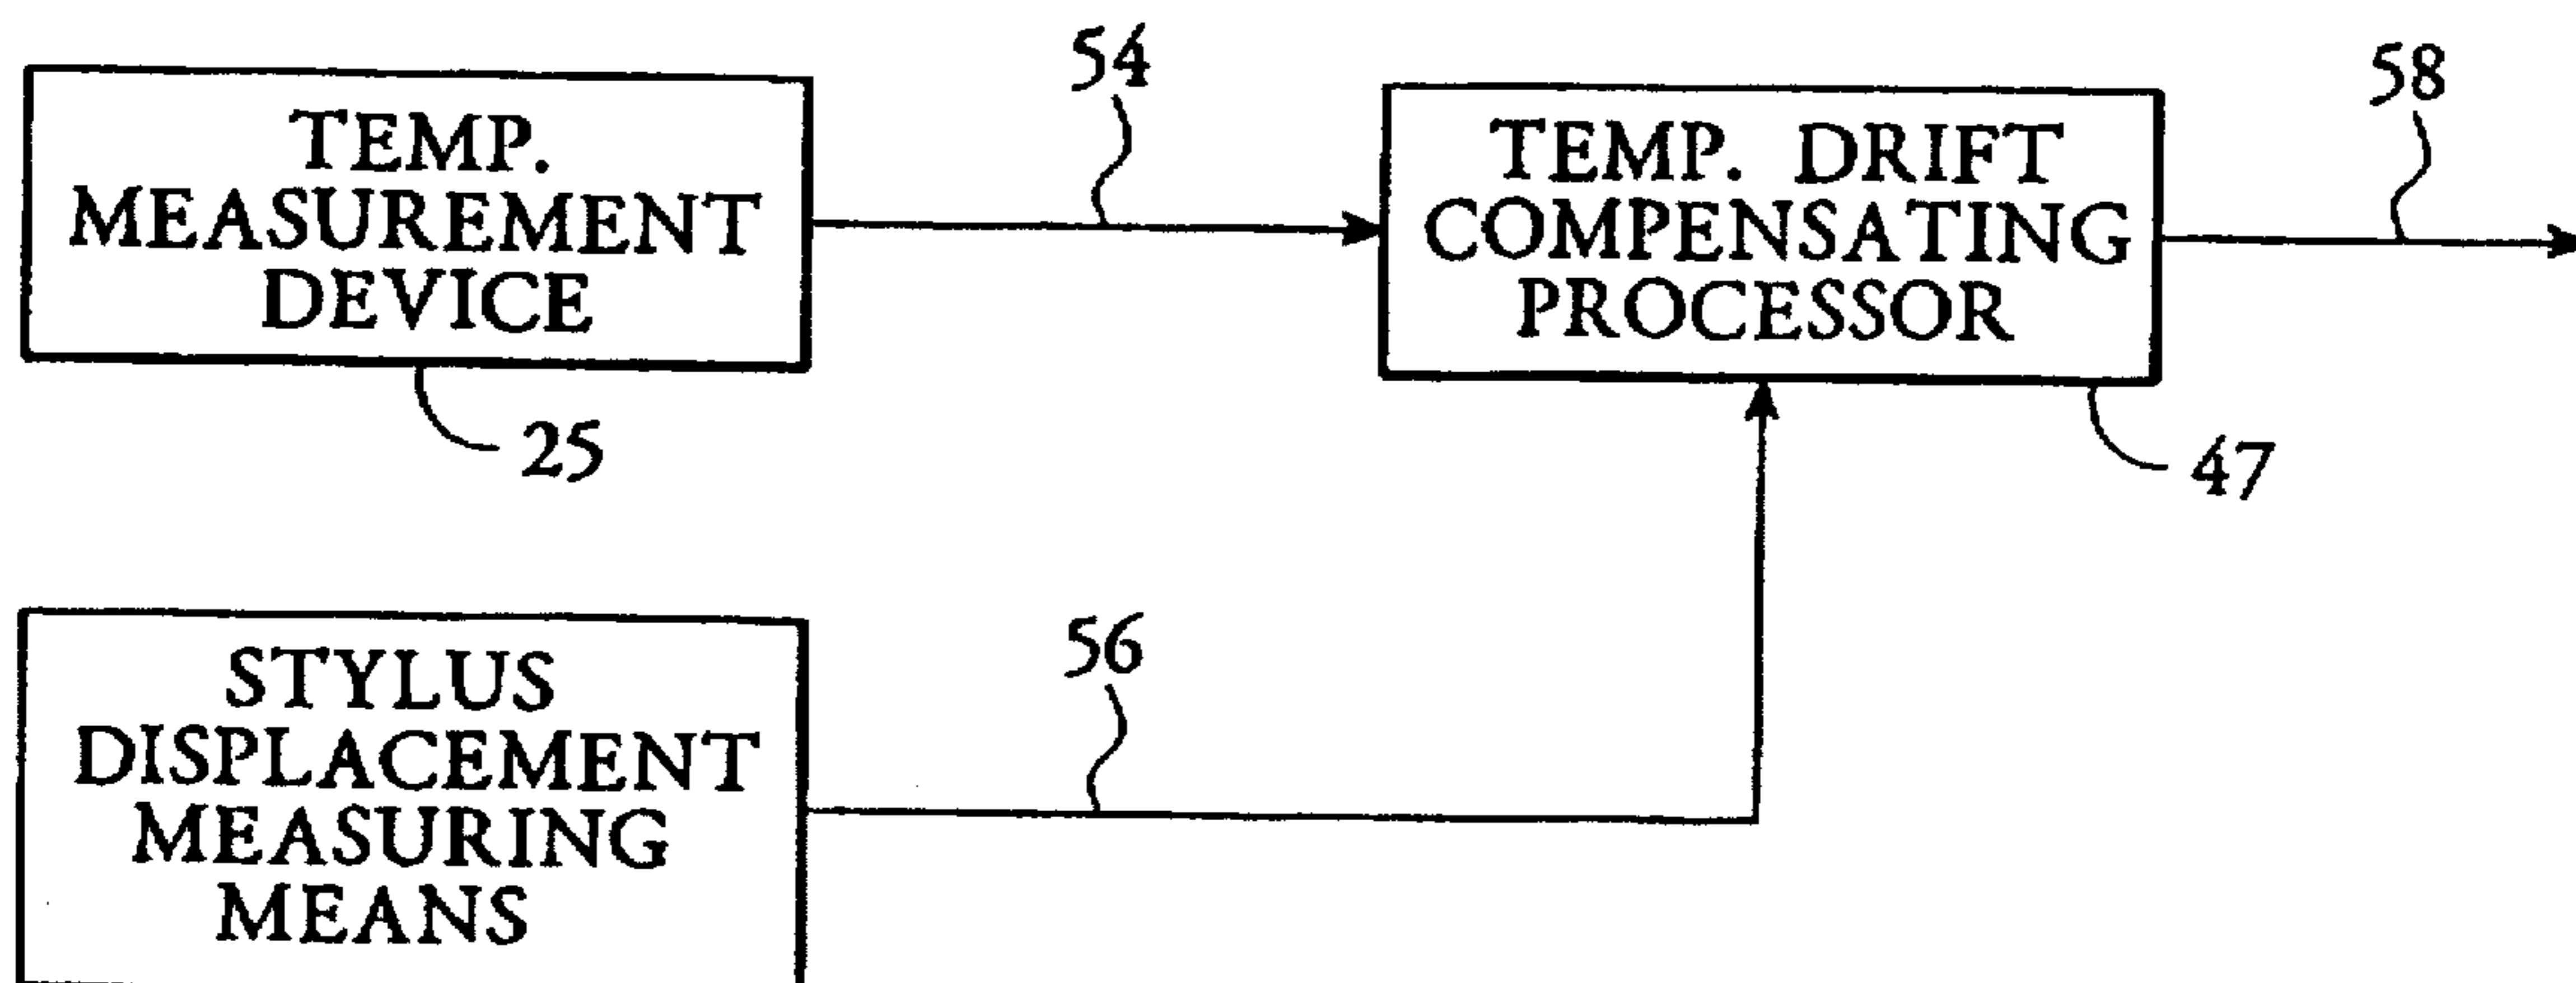 54
58
TEMP.
MEASUREMENT
DEVICE
TEMP. DRIFT
COMPENSATING
PROCESSOR
25
47
56
STYLUS
DISPLACEMENT
MEASURING
MEANS